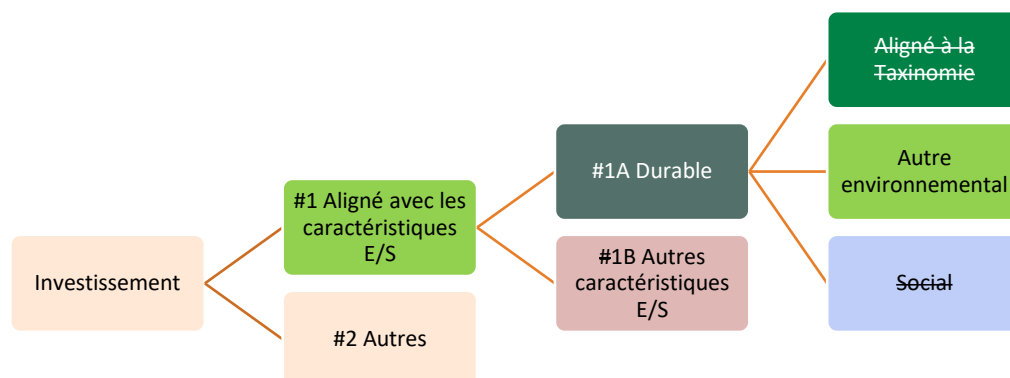 Aligné à la
Taxinomie
#1A Durable
Autre
environnemental
#1 Aligné avec les
caractéristiques
E/S
#1B Autres
caractéristiques
E/S
Investissement
Social
#2 Autres